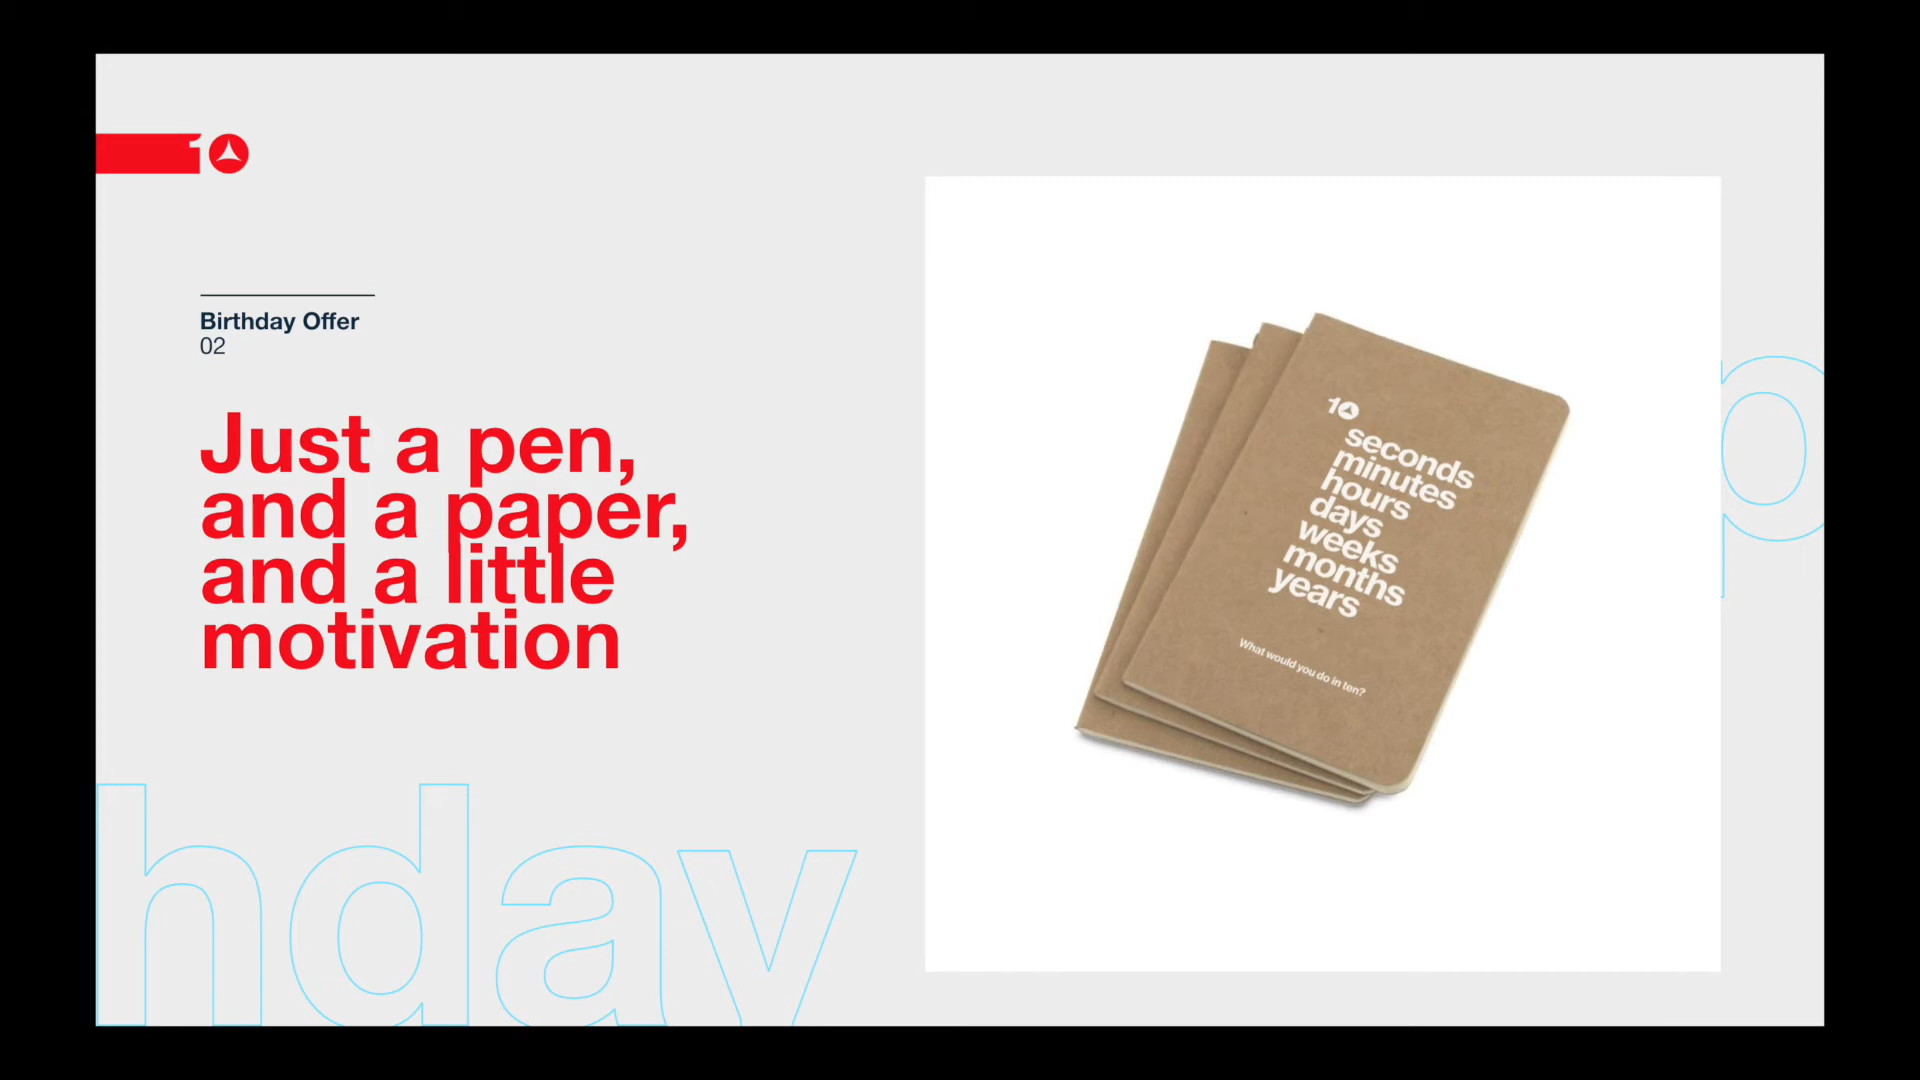 10
Birthday Offer
02
Just a pen,
and a paper,
and a little
motivation
10
seconds
minutes
hours
days
weeks
months
years
What would you do in ten?
p
hday